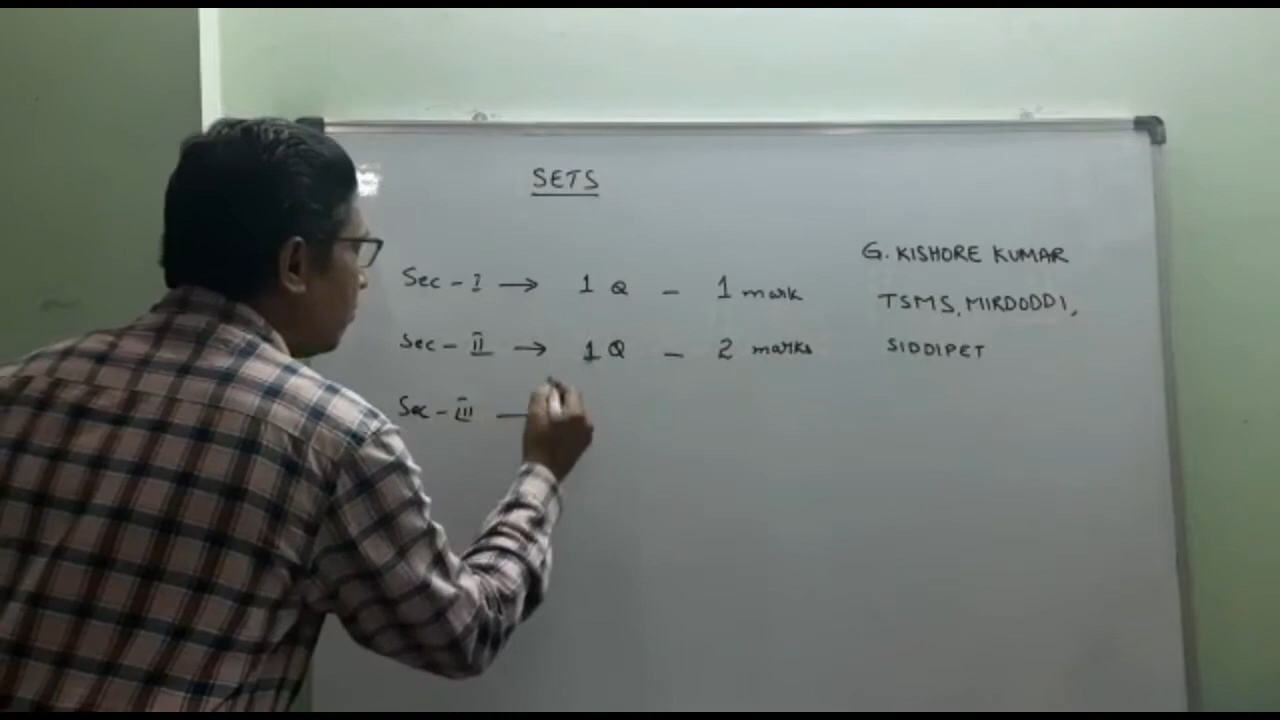 SETS
Sec - I → 1 Q - 1 mark
Sec - II → 1 Q - 2 marks
Sec - III —
G. KISHORE KUMAR
TSMS, MIRDODDI,
SIDDIPET